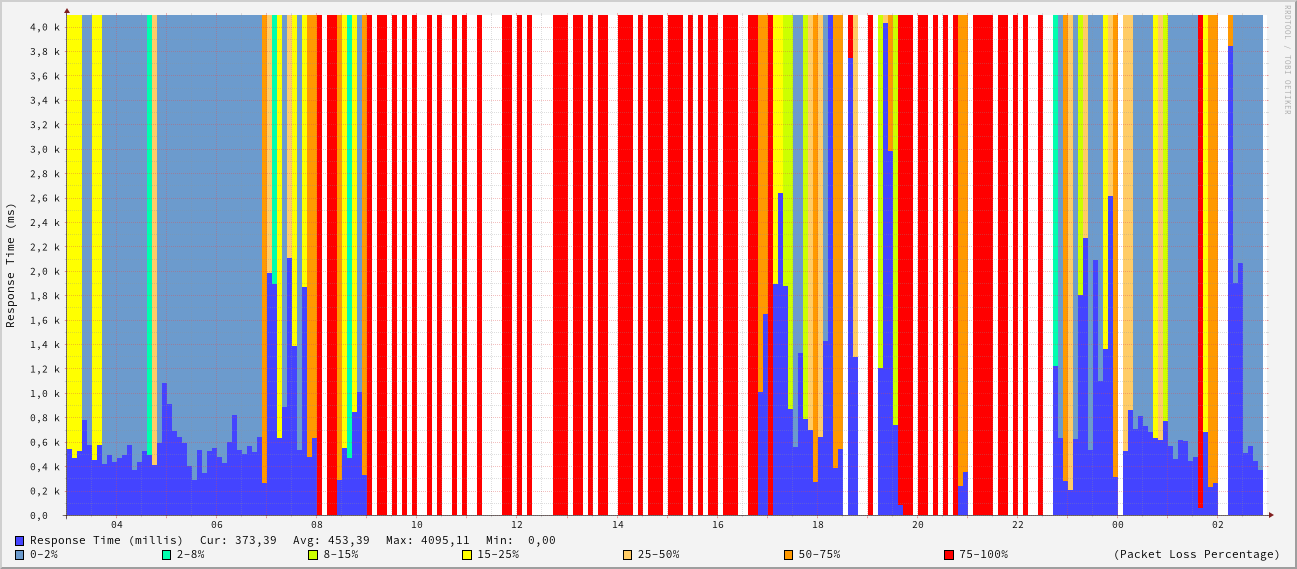 RRDTOOL / TOBI OETIKER
Response Time (ms)
4,0 k
3,8 k
3,6 k
3,4 k
3,2 k
3,0 k
2,8 k
2,6 k
2,4 k
2,2 k
2,0 k
1,8 k
1,6 k
1,4 k
1,2 k
1,0 k
0,8 k
0,6 k
0,4 k
0,2 k
0,0
04 06 08 10 12 14 16 18 20 22 00 02
Response Time (millis) Cur: 373,39 Avg: 453,39 Max: 4095,11 Min: 0,00
0-2% 2-8% 8-15% 15-25% 25-50% 50-75% 75-100% (Packet Loss Percentage)